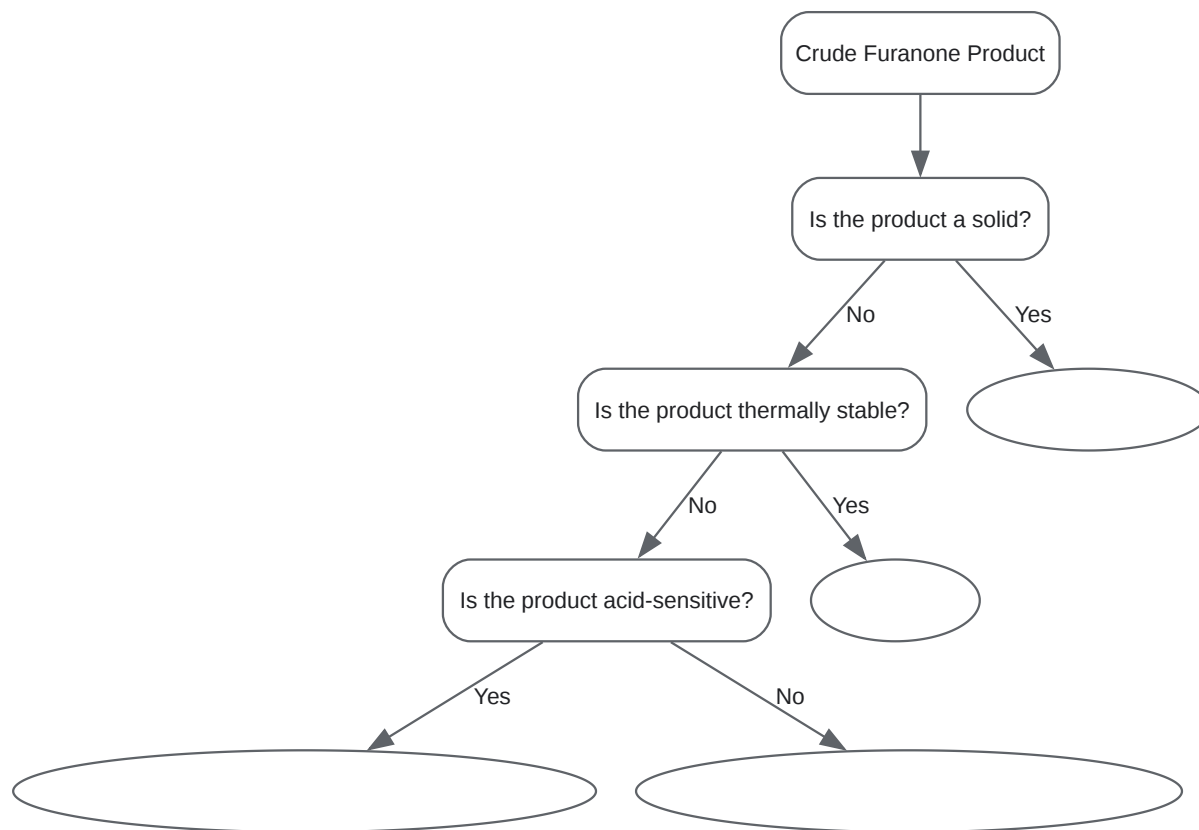 Crude Furanone Product
Is the product a solid?
No
Yes
Is the product thermally stable?
No
Yes
Is the product acid-sensitive?
Yes
No